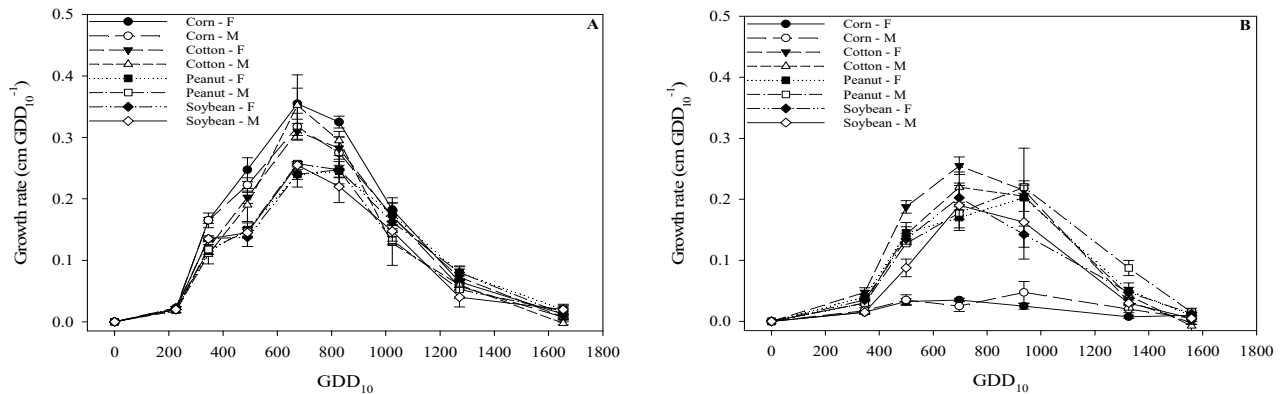 A
Corn - F
Corn - M
Cotton - F
Cotton - M
Peanut - F
Peanut - M
Soybean - F
Soybean - M
Growth rate (cm GDD₁₀⁻¹)
0.5
0.4
0.3
0.2
0.1
0.0
0 200 400 600 800 1000 1200 1400 1600 1800
GDD₁₀
B
Corn - F
Corn - M
Cotton - F
Cotton - M
Peanut - F
Peanut - M
Soybean - F
Soybean - M
Growth rate (cm GDD₁₀⁻¹)
0.5
0.4
0.3
0.2
0.1
0.0
0 200 400 600 800 1000 1200 1400 1600 1800
GDD₁₀